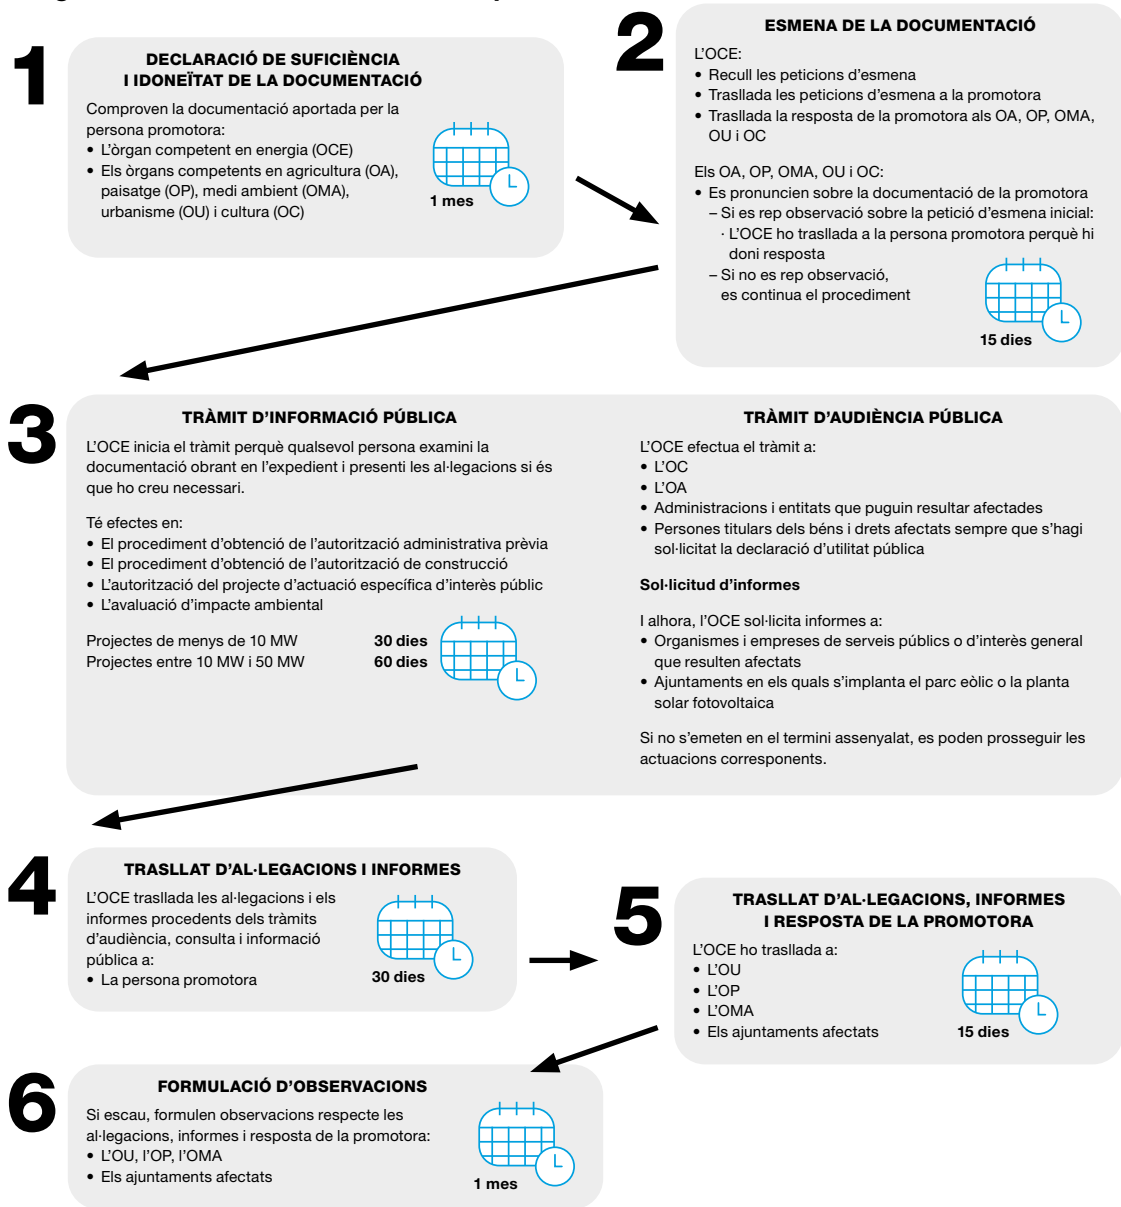 1
DECLARACIÓ DE SUFICIÈNCIA
I IDONEÏTAT DE LA DOCUMENTACIÓ
Comproven la documentació aportada per la
persona promotora:
• L'òrgan competent en energia (OCE)
• Els òrgans competents en agricultura (OA),
paisatge (OP), medi ambient (OMA),
urbanisme (OU) i cultura (OC)
1 mes
2
ESMENA DE LA DOCUMENTACIÓ
L'OCE:
• Recull les peticions d'esmena
• Trasllada les peticions d'esmena a la promotora
• Trasllada la resposta de la promotora als OA, OP, OMA,
OU i OC
Els OA, OP, OMA, OU i OC:
• Es pronuncien sobre la documentació de la promotora
– Si es rep observació sobre la petició d'esmena inicial:
· L'OCE ho trasllada a la persona promotora perquè hi
doni resposta
– Si no es rep observació,
es continua el procediment
15 dies
3
TRÀMIT D'INFORMACIÓ PÚBLICA
L'OCE inicia el tràmit perquè qualsevol persona examini la
documentació obrant en l'expedient i presenti les al·legacions si és
que ho creu necessari.
Té efectes en:
• El procediment d'obtenció de l'autorització administrativa prèvia
• El procediment d'obtenció de l'autorització de construcció
• L'autorització del projecte d'actuació específica d'interès públic
• L'avaluació d'impacte ambiental
Projectes de menys de 10 MW 30 dies
Projectes entre 10 MW i 50 MW 60 dies
TRÀMIT D'AUDIÈNCIA PÚBLICA
L'OCE efectua el tràmit a:
• L'OC
• L'OA
• Administracions i entitats que puguin resultar afectades
• Persones titulars dels béns i drets afectats sempre que s'hagi
sol·licitat la declaració d'utilitat pública
Sol·licitud d'informes
I alhora, l'OCE sol·licita informes a:
• Organismes i empreses de serveis públics o d'interès general
que resulten afectats
• Ajuntaments en els quals s'implanta el parc eòlic o la planta
solar fotovoltaica
Si no s'emeten en el termini assenyalat, es poden prosseguir les
actuacions corresponents.
4
TRASLLAT D'AL·LEGACIONS I INFORMES
L'OCE trasllada les al·legacions i els
informes procedents dels tràmits
d'audiència, consulta i informació
pública a:
• La persona promotora
30 dies
5
TRASLLAT D'AL·LEGACIONS, INFORMES
I RESPOSTA DE LA PROMOTORA
L'OCE ho trasllada a:
• L'OU
• L'OP
• L'OMA
• Els ajuntaments afectats
15 dies
6
FORMULACIÓ D'OBSERVACIONS
Si escau, formulen observacions respecte les
al·legacions, informes i resposta de la promotora:
• L'OU, l'OP, l'OMA
• Els ajuntaments afectats
1 mes